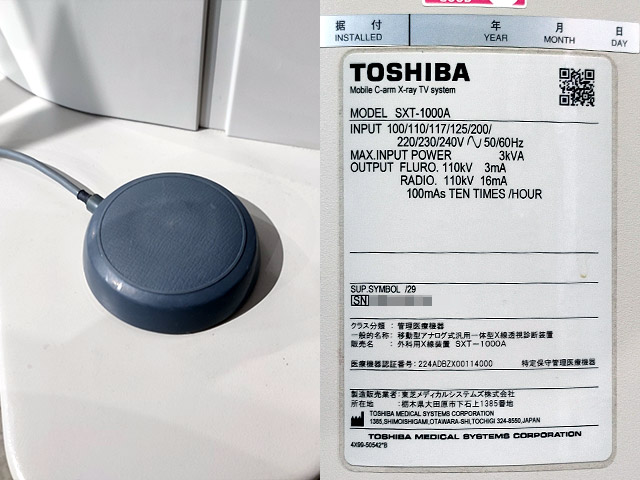 据 付
INSTALLED
年
YEAR
月
MONTH
日
DAY
TOSHIBA
Mobile C-arm X-ray TV system
MODEL SXT-1000A
INPUT 100/110/117/125/200/
220/230/240V 50/60Hz
MAX.INPUT POWER 3kVA
OUTPUT FLURO. 110kV 3mA
RADIO. 110kV 16mA
100mAs TEN TIMES /HOUR
SUP.SYMBOL /29
SN
クラス分類 : 管理医療機器
一般的名称: 移動型アナログ式汎用一体型X線透視診断装置
販売名 : 外科用X線装置 SXT-1000A
医療機器認証番号: 224ADBZX00114000 特定保守管理医療機器
製造販売業者: 東芝メディカルシステムズ株式会社
所在地 : 栃木県大田原市下石上1385番地
TOSHIBA MEDICAL SYSTEMS CORPORATION
1385,SHIMOISHIGAMI,OTAWARA-SHI,TOCHIGI 324-8550,JAPAN
TOSHIBA MEDICAL SYSTEMS CORPORATION
4X99-50542*B